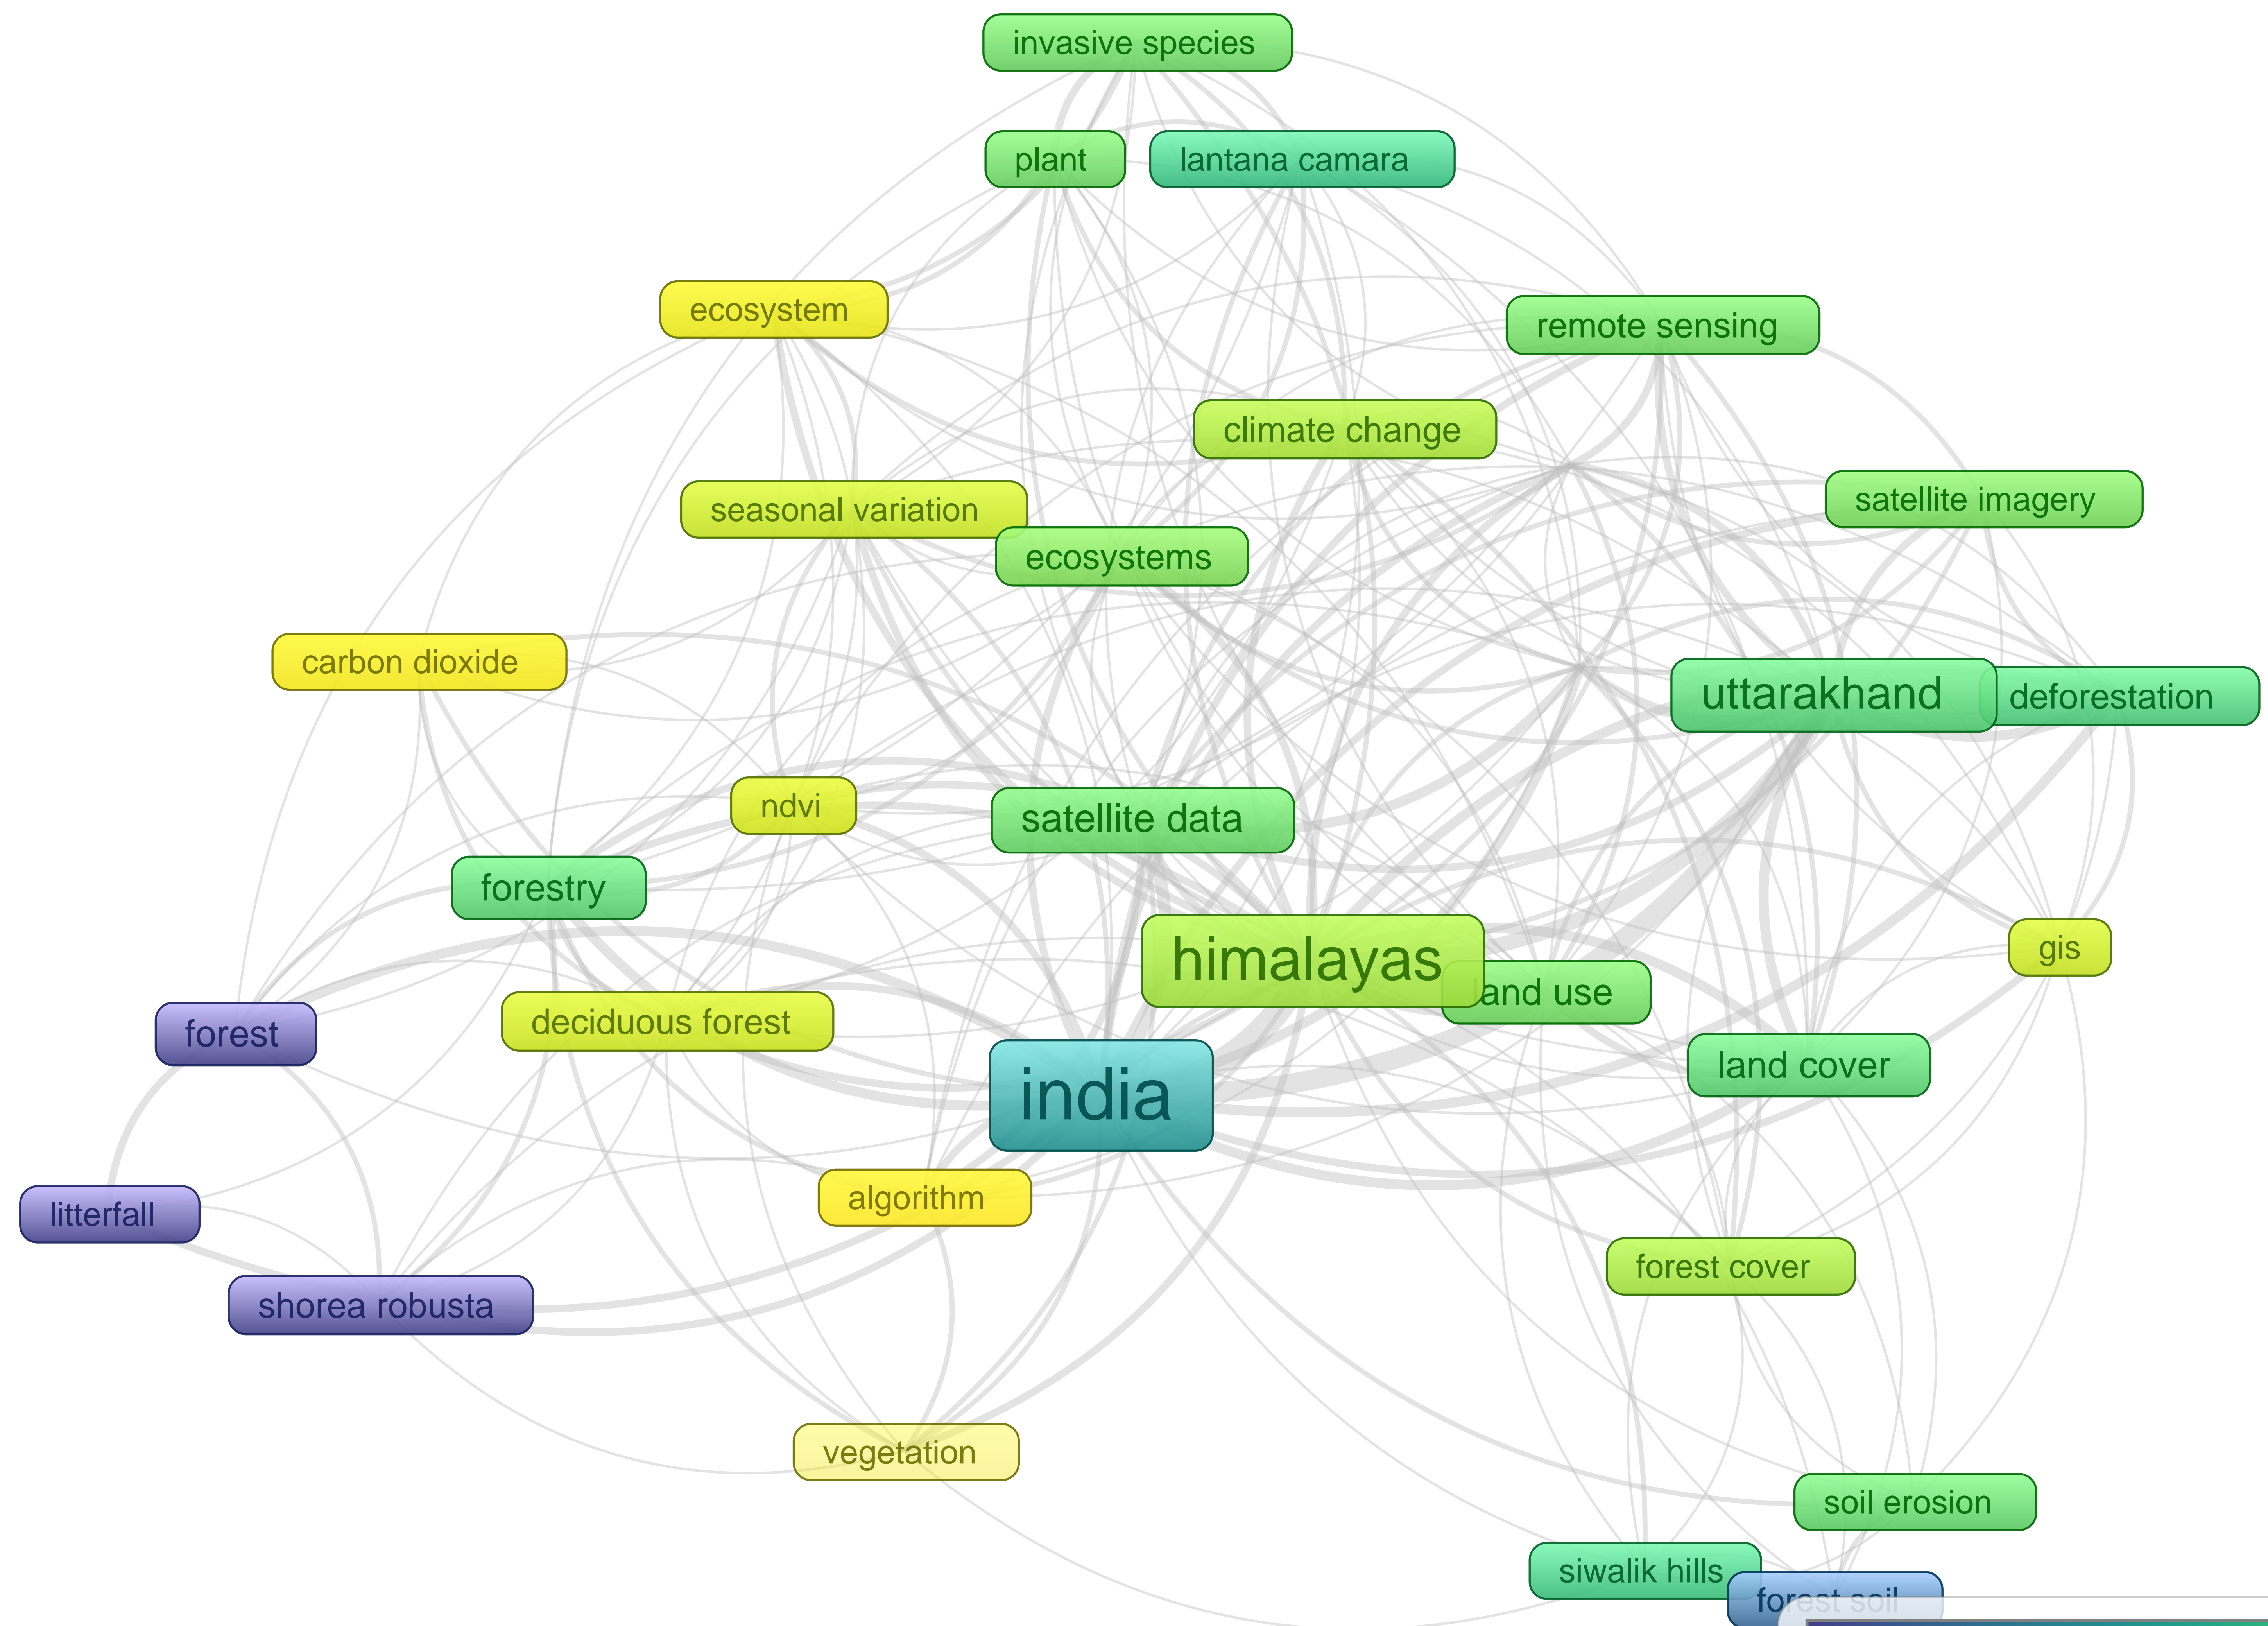 invasive species
plant
lantana camara
ecosystem
remote sensing
climate change
seasonal variation
satellite imagery
ecosystems
carbon dioxide
uttarakhand
deforestation
ndvi
satellite data
forestry
himalayas
gis
land use
forest
deciduous forest
land cover
india
algorithm
litterfall
forest cover
shorea robusta
vegetation
soil erosion
siwalik hills
forest soil